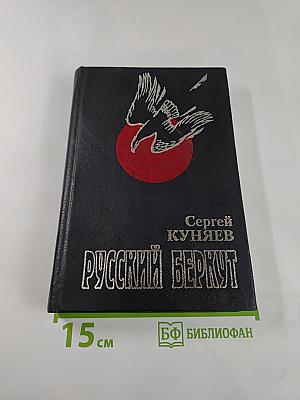 Сергей
КУНЯЕВ
РУССКИЙ БЕРКУТ
15 см
БФ БИБЛИОФАН